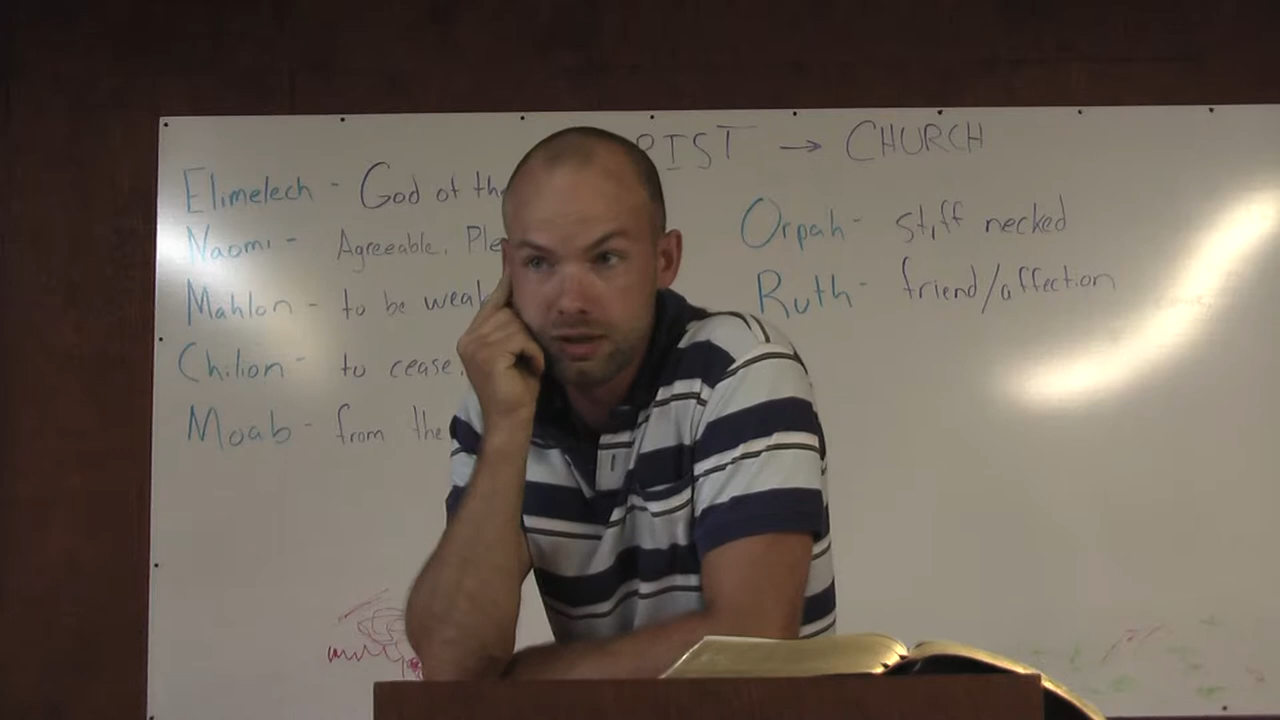 RIST → CHURCH
Elimelech - God of the
Naomi - Agreeable. Ple
Mahlon - to be weak
Chilion - to cease.
Moab - from the
Orpah - stiff necked
Ruth - friend/affection